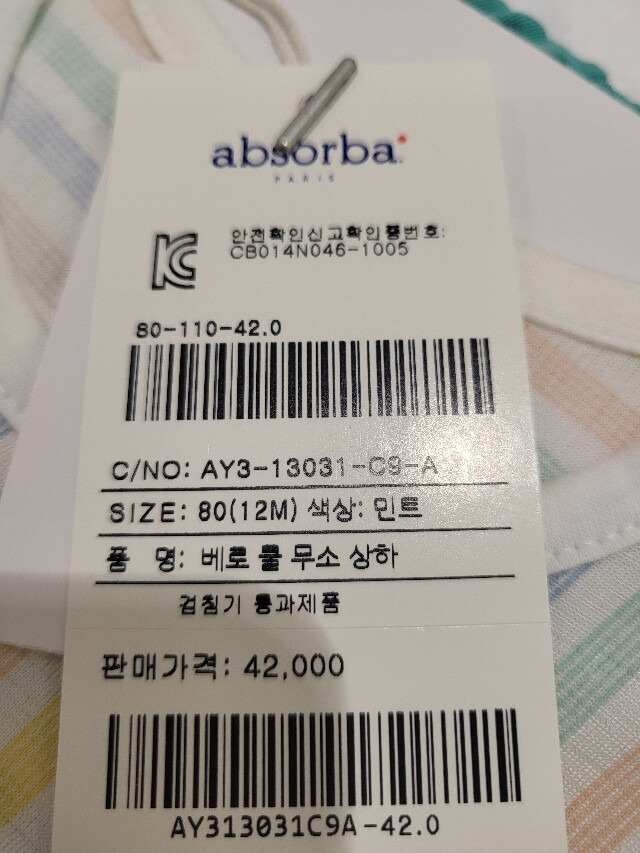 absorba
PARIS
안전확인신고확인증번호:
CB014N046-1005
80-110-42.0
C/NO: AY3-13031-C9-A
SIZE: 80(12M) 색상: 민트
품 명: 베로 쿨 무소 상하
검침기 통과제품
판매가격: 42,000
AY313031C9A-42.0